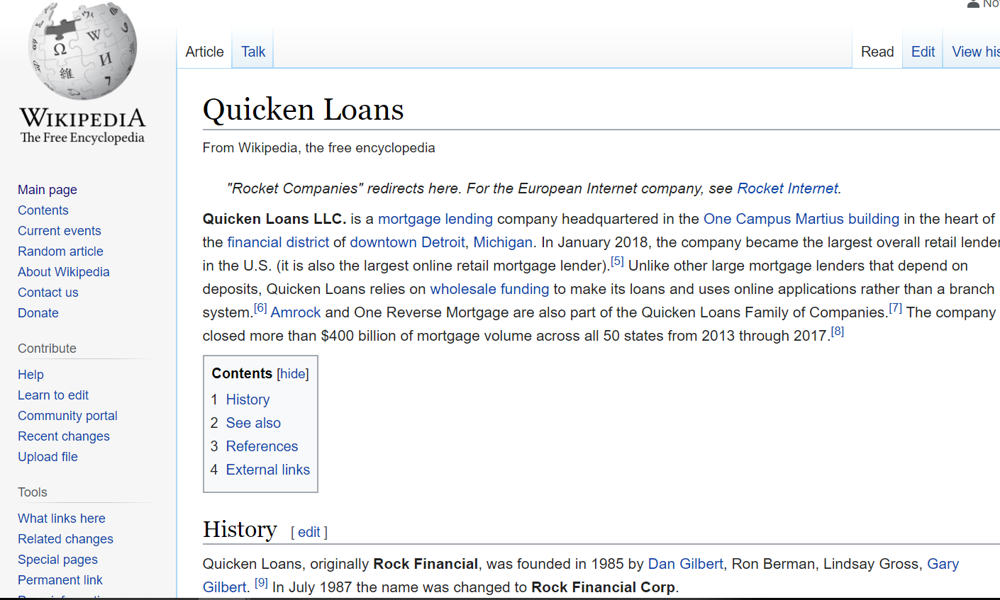 No
Article
Talk
Read
Edit
View his
Ω
W
И
維
WIKIPEDIA
The Free Encyclopedia
Main page
Contents
Current events
Random article
About Wikipedia
Contact us
Donate
Contribute
Help
Learn to edit
Community portal
Recent changes
Upload file
Tools
What links here
Related changes
Special pages
Permanent link
Quicken Loans
From Wikipedia, the free encyclopedia
"Rocket Companies" redirects here. For the European Internet company, see Rocket Internet.
Quicken Loans LLC. is a mortgage lending company headquartered in the One Campus Martius building in the heart of
the financial district of downtown Detroit, Michigan. In January 2018, the company became the largest overall retail lender
in the U.S. (it is also the largest online retail mortgage lender).[5] Unlike other large mortgage lenders that depend on
deposits, Quicken Loans relies on wholesale funding to make its loans and uses online applications rather than a branch
system.[6] Amrock and One Reverse Mortgage are also part of the Quicken Loans Family of Companies.[7] The company
closed more than $400 billion of mortgage volume across all 50 states from 2013 through 2017.[8]
Contents [hide]
1 History
2 See also
3 References
4 External links
History [ edit ]
Quicken Loans, originally Rock Financial, was founded in 1985 by Dan Gilbert, Ron Berman, Lindsay Gross, Gary
Gilbert. [9] In July 1987 the name was changed to Rock Financial Corp.